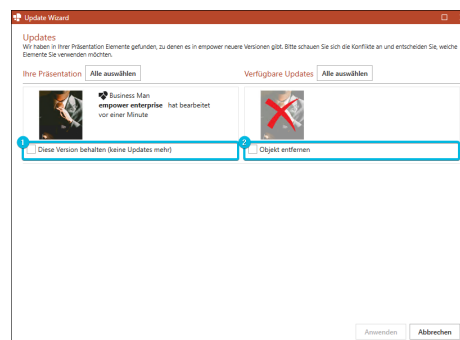 Update Wizard
Updates
Wir haben in Ihrer Präsentation Elemente gefunden, zu denen es in empower neuere Versionen gibt. Bitte schauen Sie sich die Konflikte an und entscheiden Sie, welche
Elemente Sie verwenden möchten.
Ihre Präsentation Alle auswählen Verfügbare Updates Alle auswählen
Business Man
empower enterprise hat bearbeitet
vor einer Minute
1 Diese Version behalten (keine Updates mehr) 2 Objekt entfernen
Anwenden Abbrechen